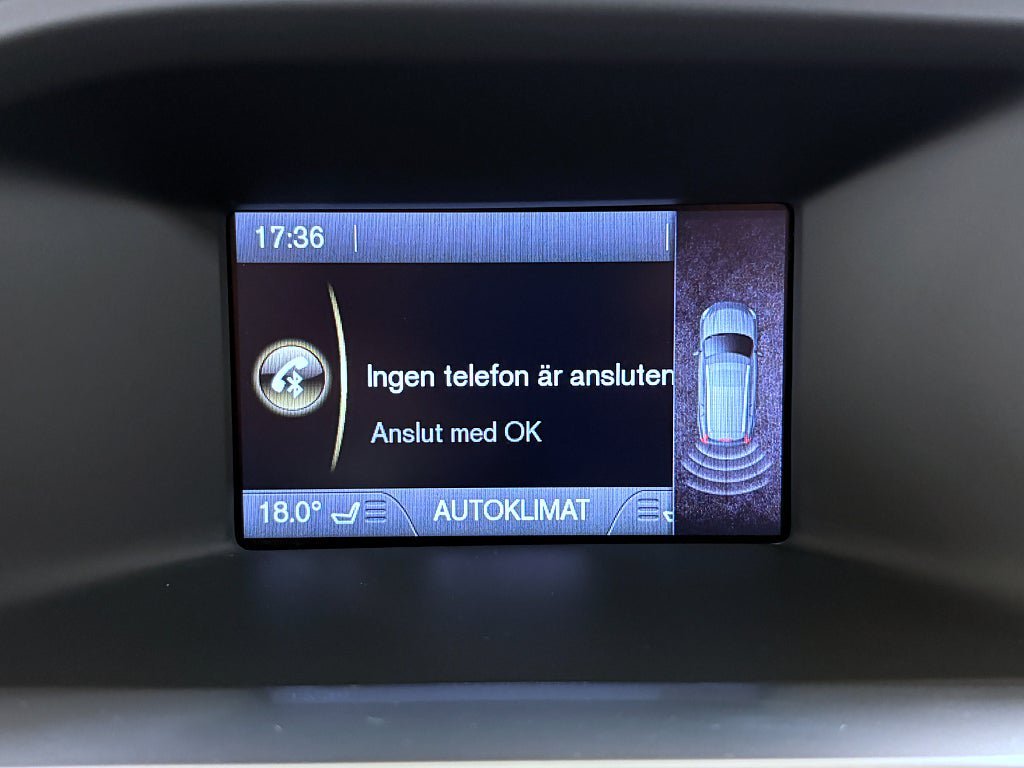 17:36
Ingen telefon är ansluten
Anslut med OK
18.0° AUTOKLIMAT